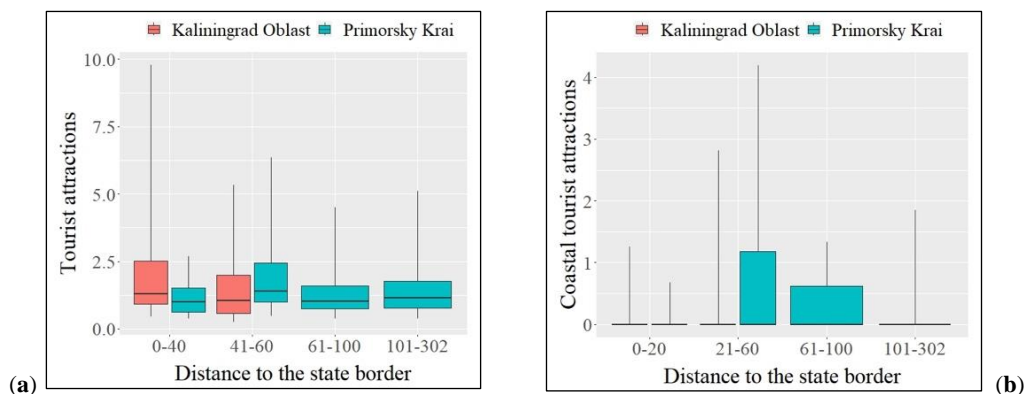 Kaliningrad Oblast Primorsky Krai
Tourist attractions
10.0
7.5
5.0
2.5
0.0
0-40 41-60 61-100 101-302
Distance to the state border
(a)
Kaliningrad Oblast Primorsky Krai
Coastal tourist attractions
4
3
2
1
0
0-20 21-60 61-100 101-302
Distance to the state border
(b)